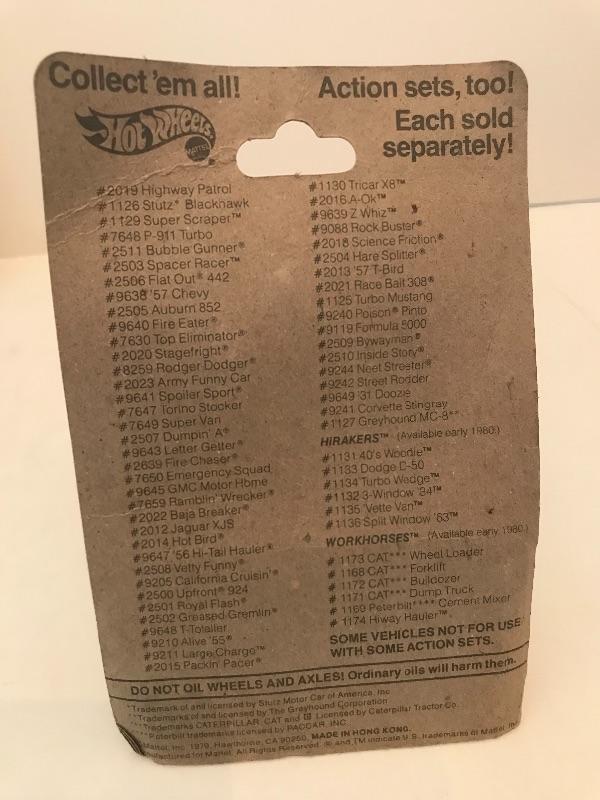 Collect 'em all!
Hot Wheels
MATTEL
#2019 Highway Patrol
#1126 Stutz* Blackhawk
#1129 Super Scraper™
#7648 P-911 Turbo
#2511 Bubble Gunner®
#2503 Spacer Racer™
#2506 Flat Out® 442
#9638 '57 Chevy
#2505 Auburn 852
#9640 Fire Eater®
#7630 Top Eliminator®
#2020 Stagefright®
#8259 Rodger Dodger®
#2023 Army Funny Car
#9641 Spoiler Sport®
#7647 Torino Stocker
#7649 Super Van
#2507 Dumpin' A®
#9643 Letter Getter®
#2639 Fire Chaser®
#7650 Emergency Squad
#9645 GMC Motor Home
#7659 Ramblin' Wrecker®
#2022 Baja Breaker®
#2012 Jaguar XJS
#2014 Hot Bird®
#9647 '56 Hi-Tail Hauler®
#2508 Vetty Funny®
#9205 California Cruisin'®
#2500 Upfront® 924
#2501 Royal Flash®
#2502 Greased Gremlin®
#9648 T-Totaller
#9210 Alive '55®
#9211 Large Charge™
#2015 Packin' Pacer®
Action sets, too!
Each sold
separately!
#1130 Tricar X8™
#2016 A-Ok™
#9639 Z Whiz™
#9088 Rock Buster®
#2018 Science Friction®
#2504 Hare Splitter®
#2013 '57 T-Bird
#2021 Race Bait 308®
#1125 Turbo Mustang
#9240 Poison® Pinto
#9119 Formula 5000
#2509 Bywayman®
#2510 Inside Story®
#9244 Neet Streeter®
#9242 Street Rodder
#9649 '31 Doozie
#9241 Corvette Stingray
#1127 Greyhound MC-8**
HIRAKERS™ (Available early 1980.)
#1131 40's Woodie™
#1133 Dodge D-50
#1134 Turbo Wedge™
#1132 3-Window '34™
#1135 'Vette Van™
#1136 Split Window '63™
WORKHORSES™ (Available early 1980.)
# 1173 CAT*** Wheel Loader
# 1168 CAT*** Forklift
# 1172 CAT*** Bulldozer
# 1171 CAT*** Dump Truck
# 1169 Peterbilt**** Cement Mixer
# 1174 Hiway Hauler™
SOME VEHICLES NOT FOR USE
WITH SOME ACTION SETS.
DO NOT OIL WHEELS AND AXLES! Ordinary oils will harm them.
*Trademark of and licensed by Stutz Motor Car of America, Inc.
**Trademarks of and licensed by The Greyhound Corporation
***Trademarks CATERPILLAR, CAT and Licensed by Caterpillar Tractor Co.
****Peterbilt trademarks licensed by PACCAR, INC.
Mattel, Inc. 1979, Hawthorne, CA 90250. MADE IN HONG KONG.
All Rights Reserved. ® and TM indicate U.S. trademarks of Mattel, Inc.